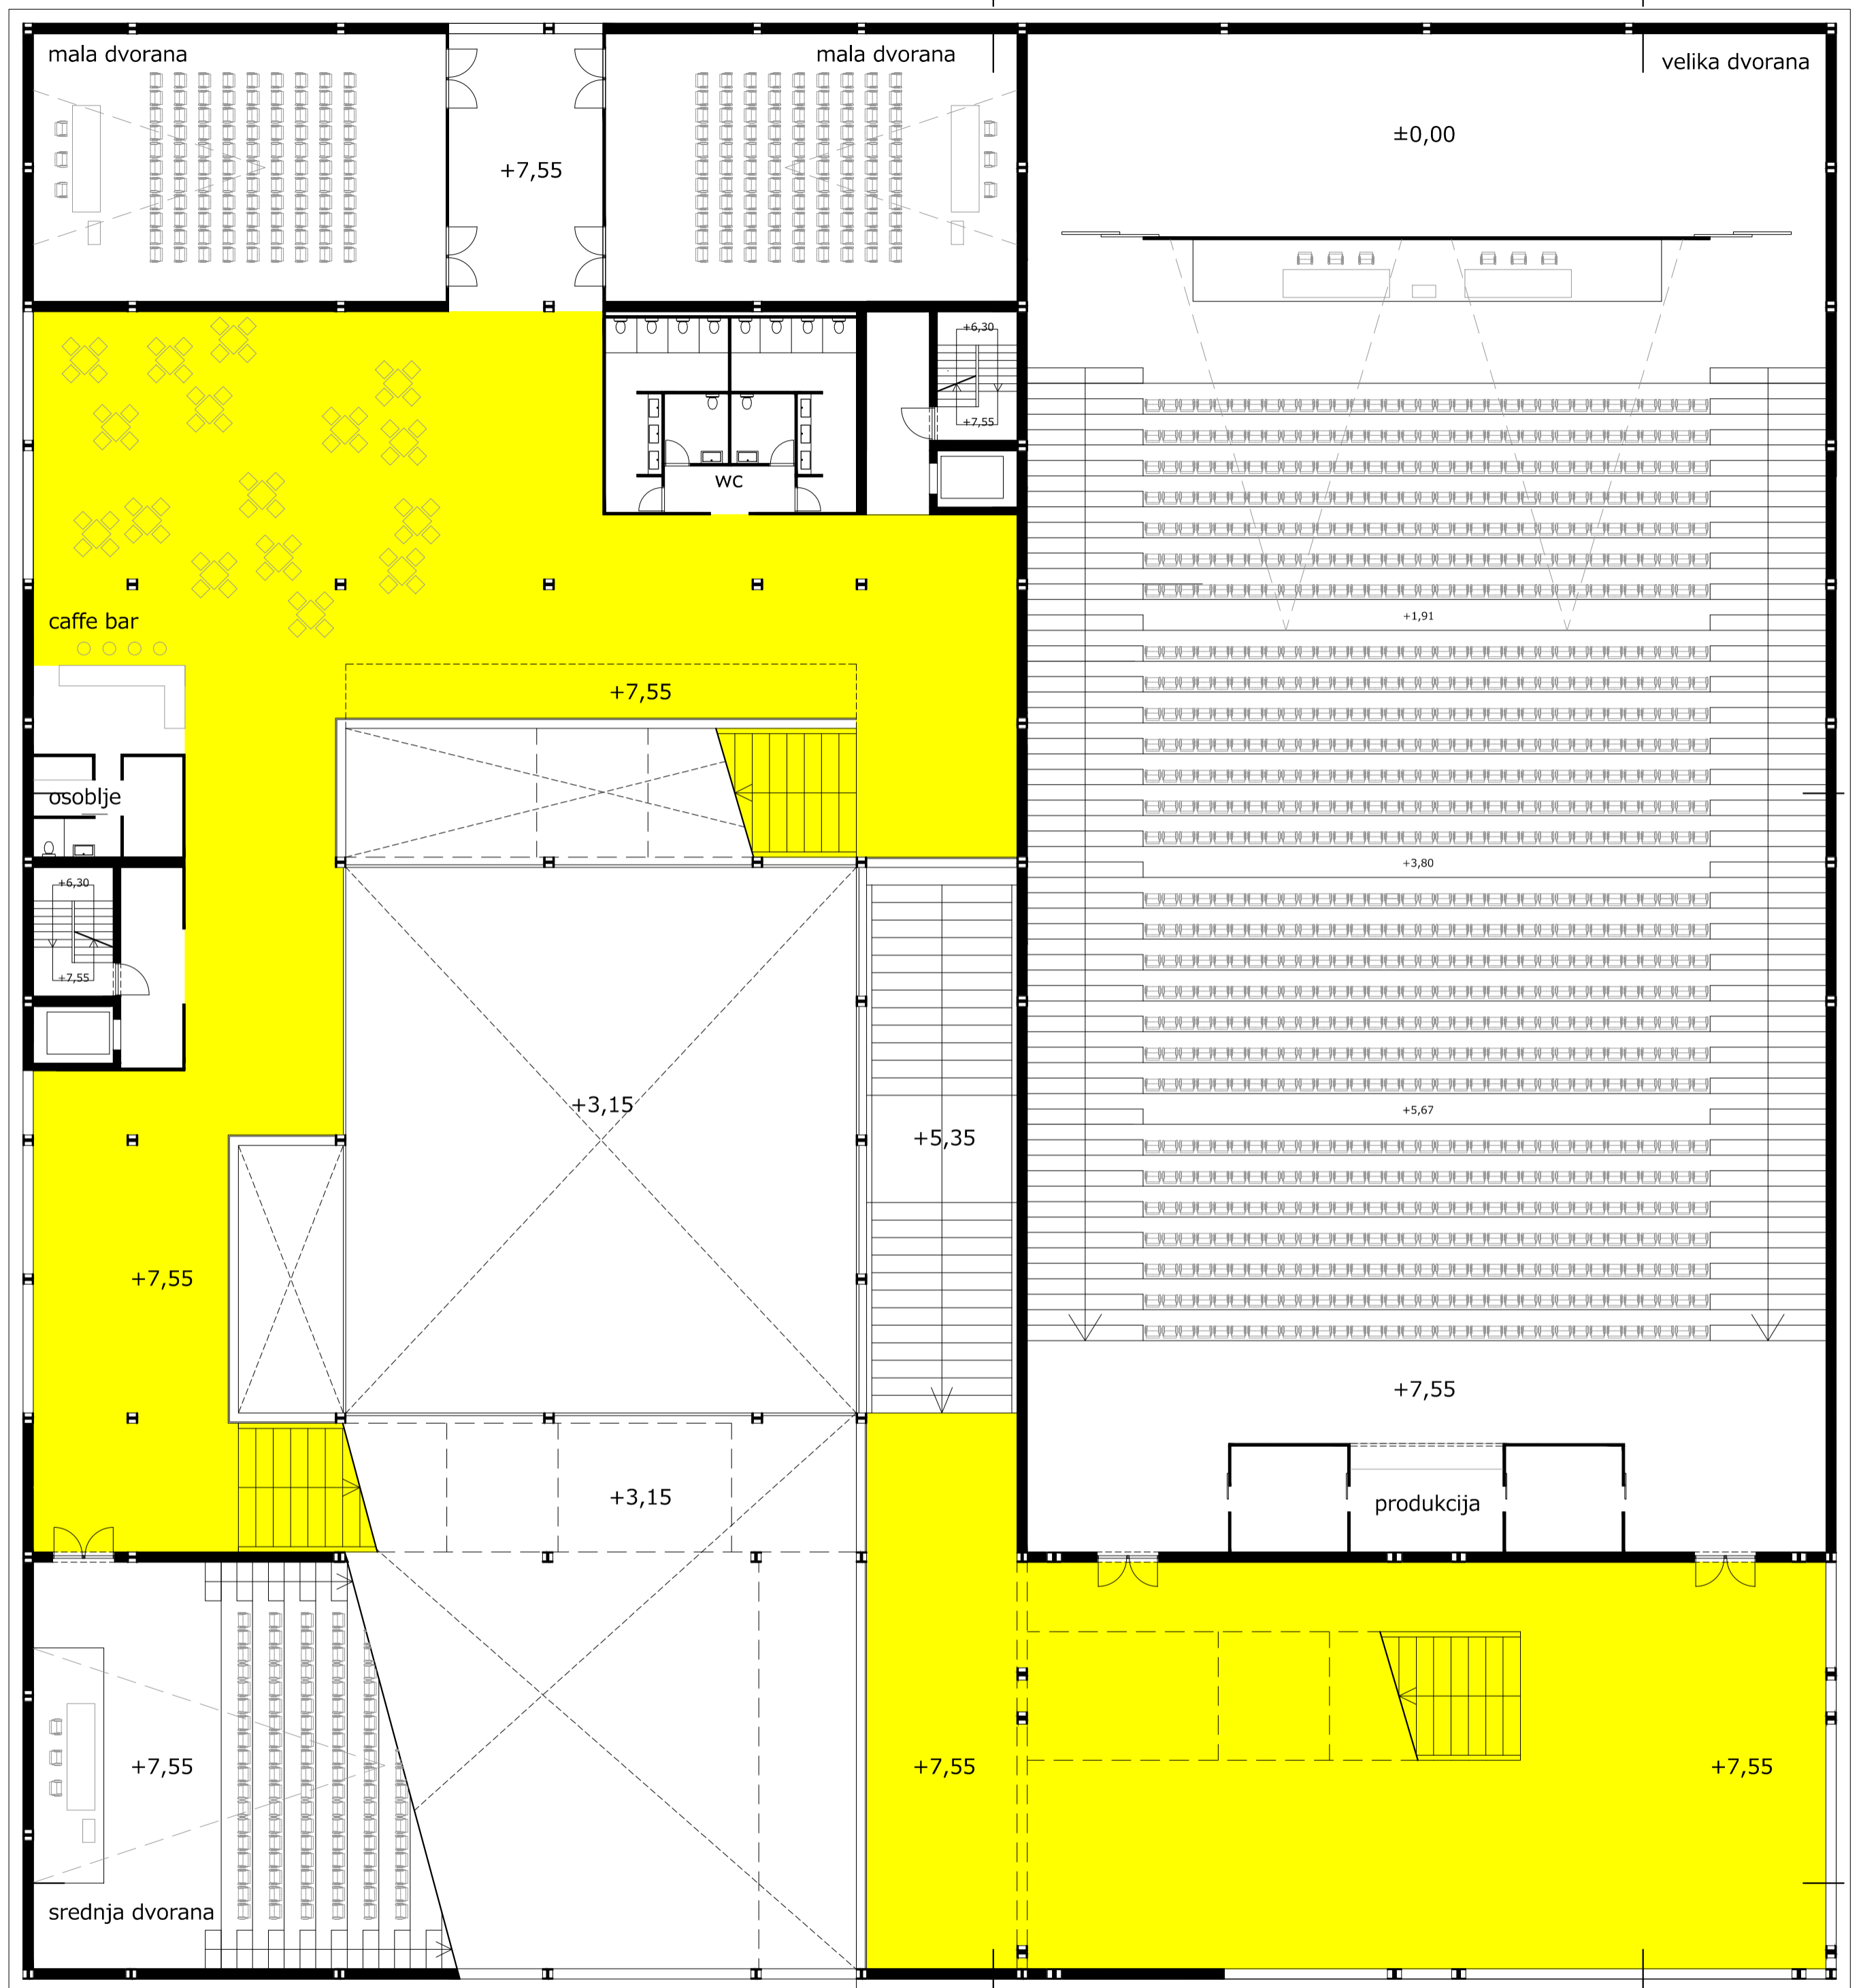 mala dvorana
mala dvorana
velika dvorana
±0,00
+7,55
+6,30
+7,55
wc
+1,91
caffe bar
+7,55
osoblje
+3,80
+6,30
+7,55
+3,15
+5,67
+5,35
+7,55
+7,55
+3,15
produkcija
+7,55
+7,55
+7,55
srednja dvorana